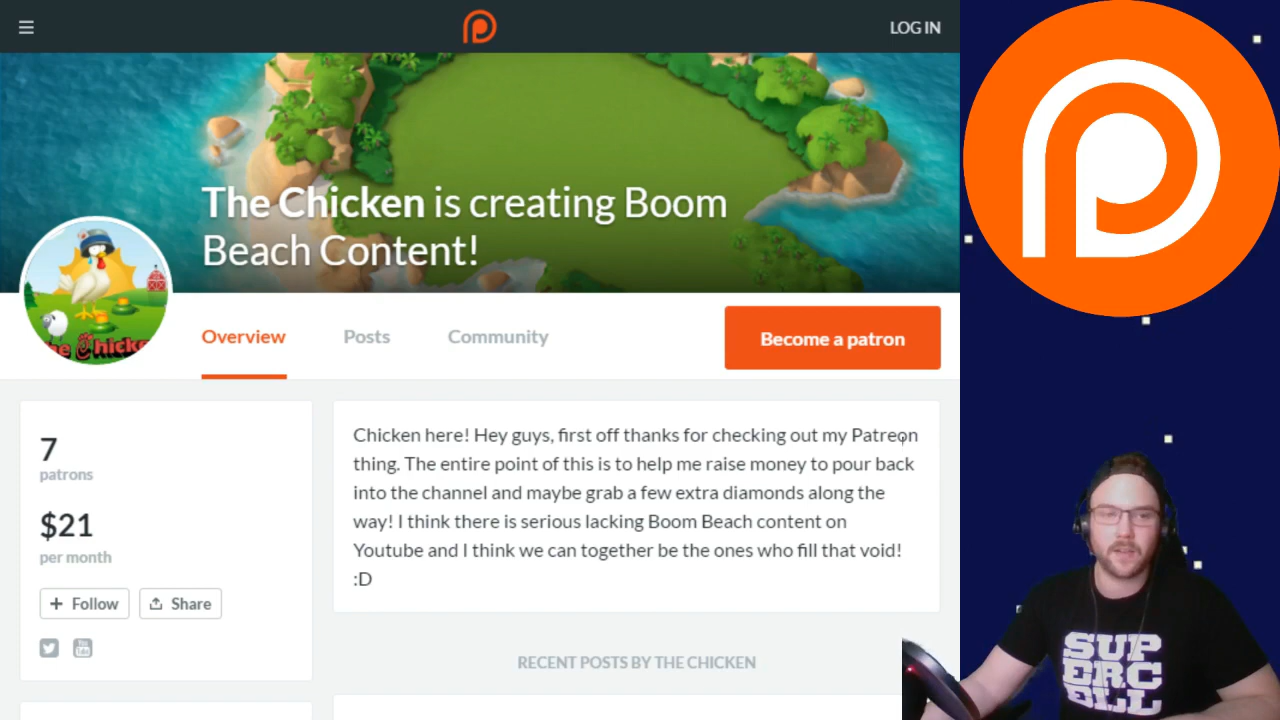 LOG IN
The Chicken is creating Boom
Beach Content!
Overview
Posts
Community
Become a patron
7
patrons
$21
per month
+ Follow
Share
Chicken here! Hey guys, first off thanks for checking out my Patreon
thing. The entire point of this is to help me raise money to pour back
into the channel and maybe grab a few extra diamonds along the
way! I think there is serious lacking Boom Beach content on
Youtube and I think we can together be the ones who fill that void!
:D
RECENT POSTS BY THE CHICKEN
SUP
ERC
ELL